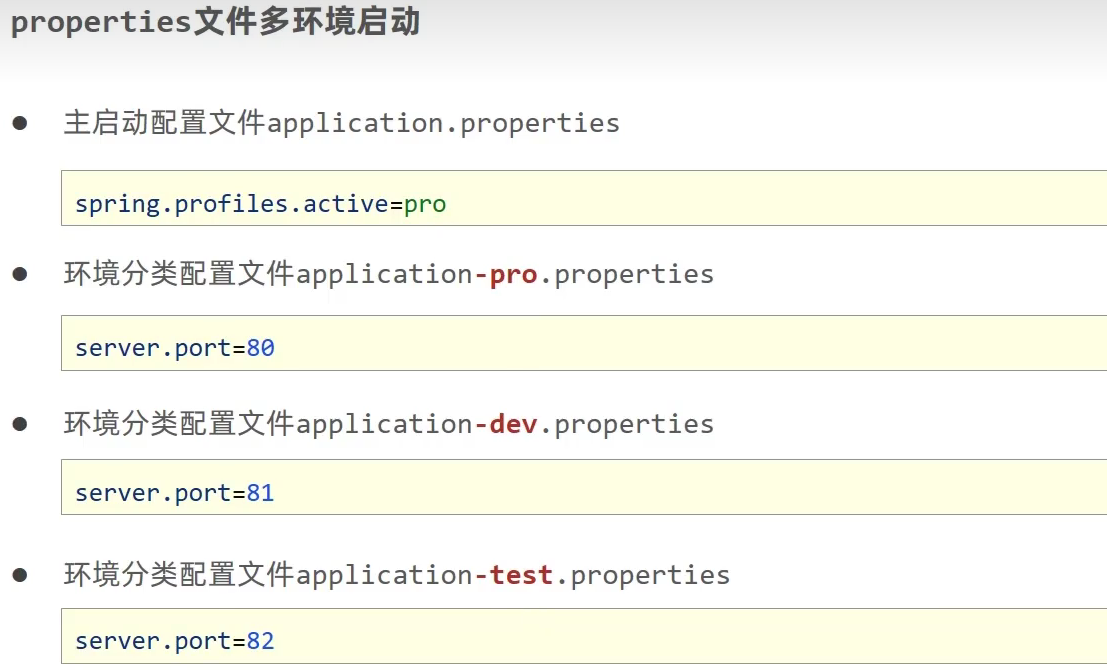 properties文件多环境启动
主启动配置文件application.properties
spring.profiles.active=pro
环境分类配置文件application-pro.properties
server.port=80
环境分类配置文件application-dev.properties
server.port=81
环境分类配置文件application-test.properties
server.port=82